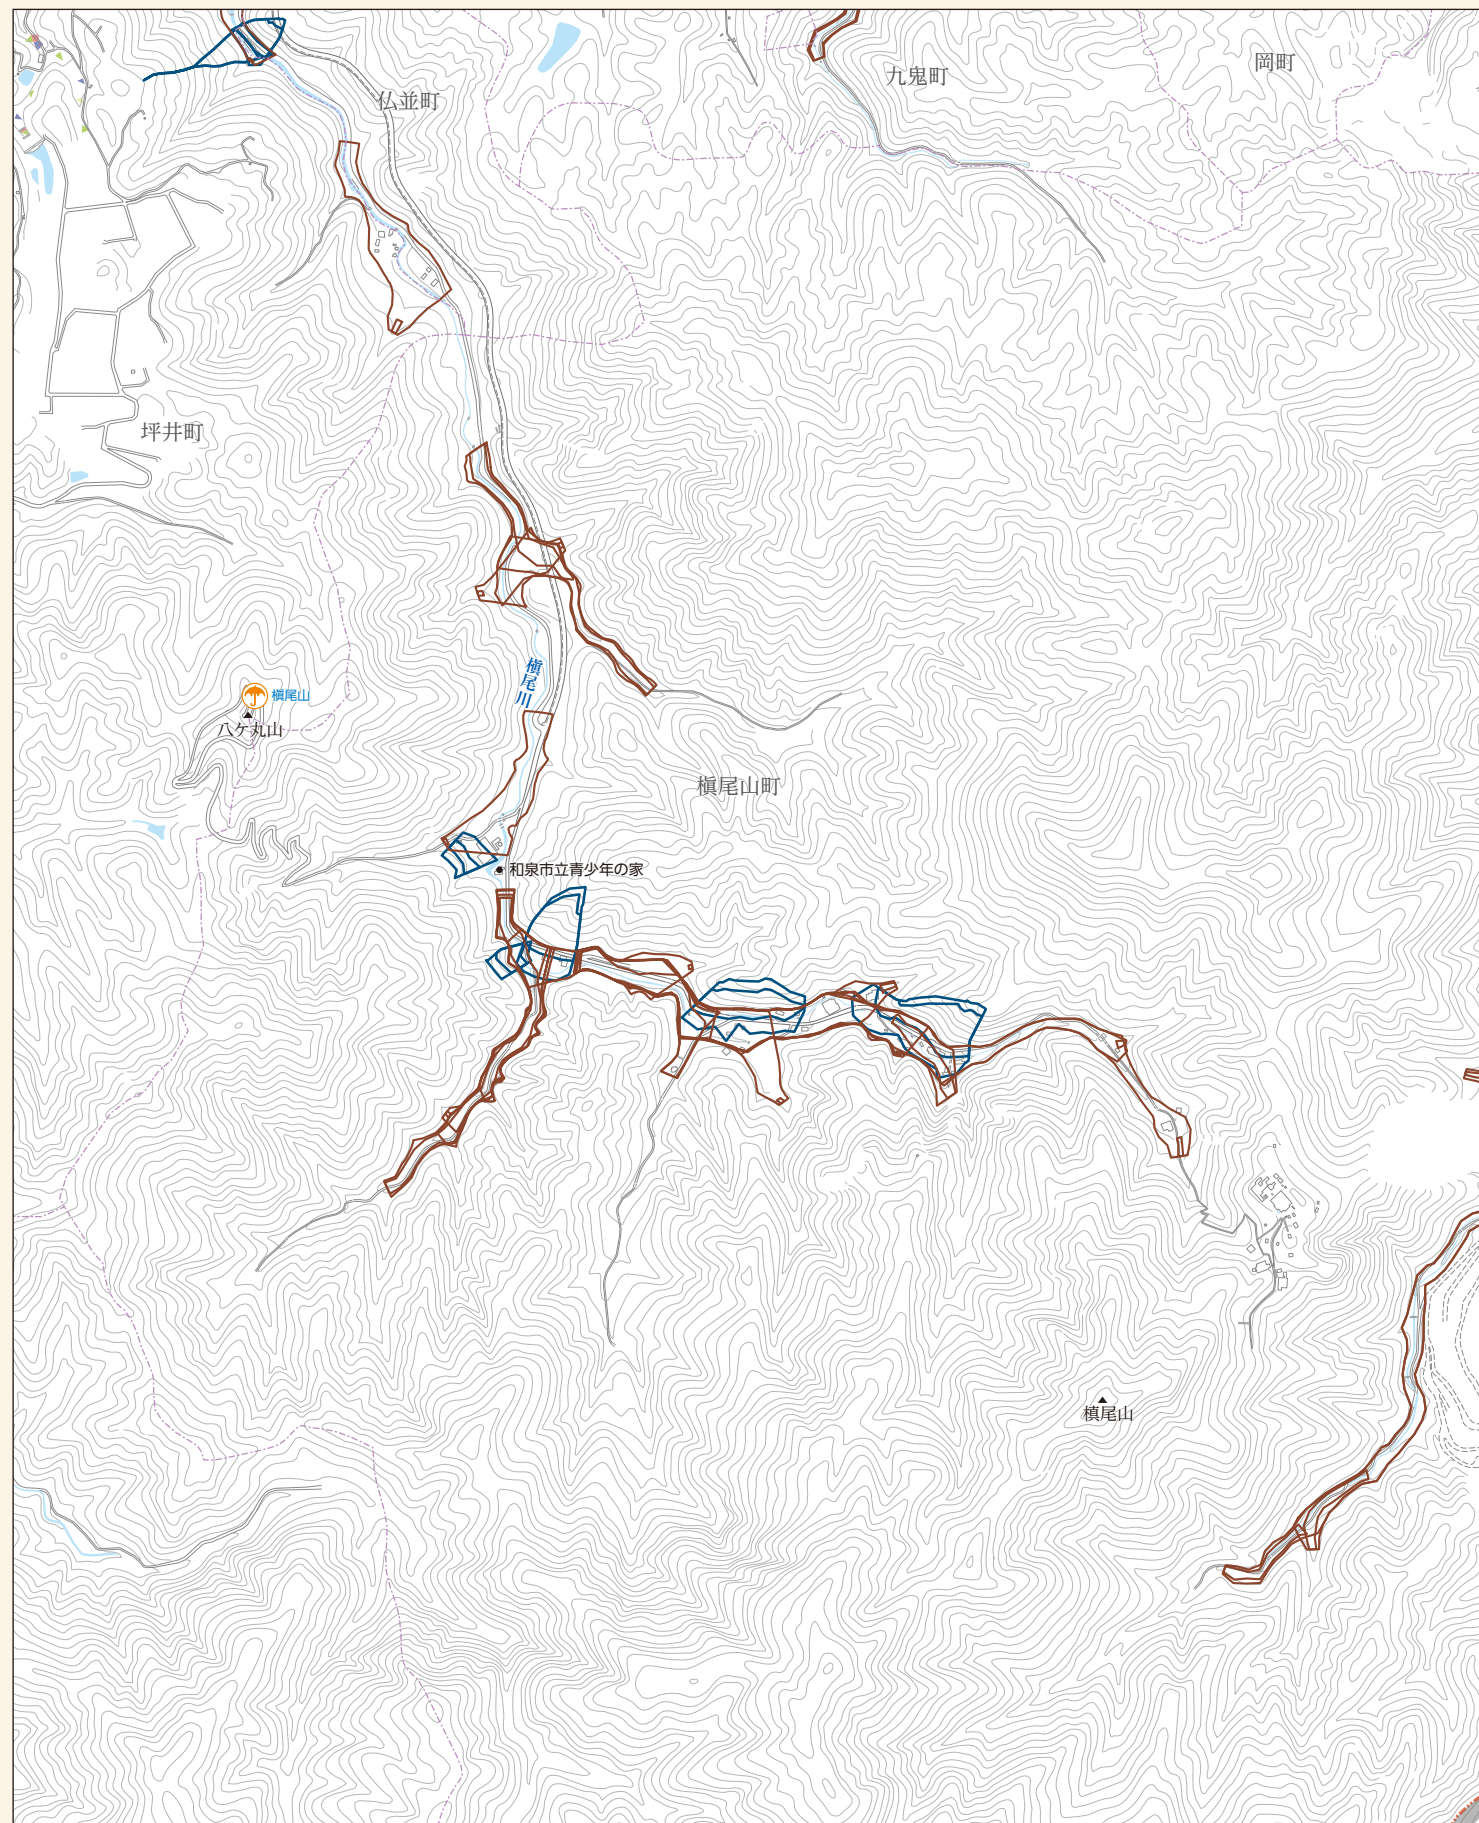 岡町
九鬼町
仏並町
坪井町
槇尾川
槇尾山
八ケ丸山
槇尾山町
和泉市立青少年の家
槙尾山